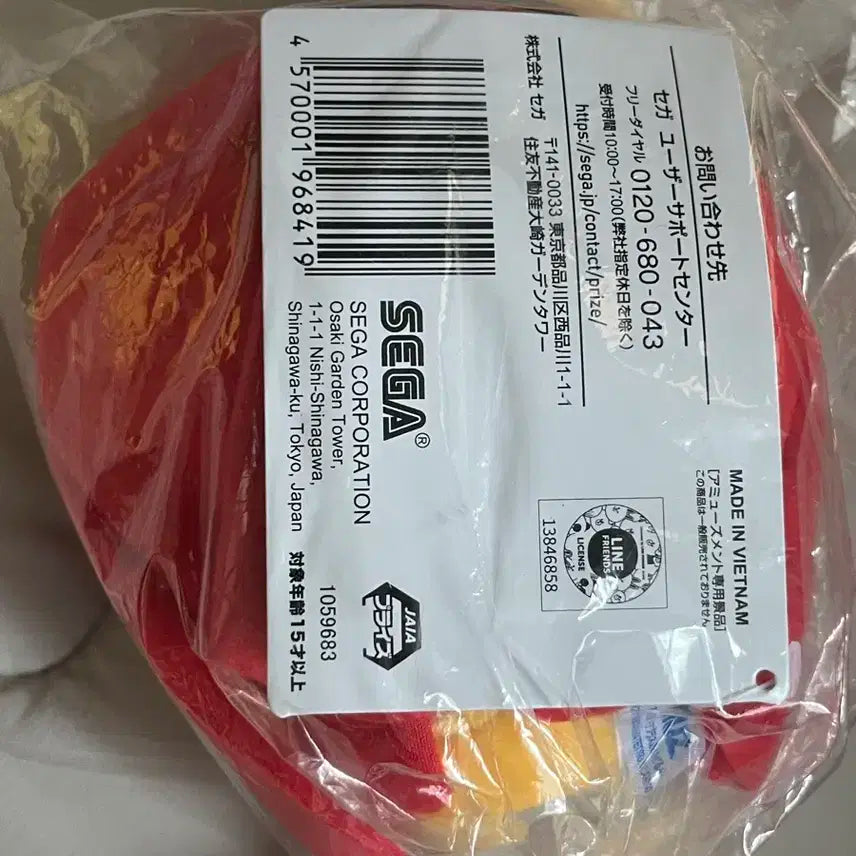 お問い合わせ先
セガ ユーザーサポートセンター
フリーダイヤル 0120-680-043
受付時間10:00～17:00(弊社指定休日を除く)
https://sega.jp/contact/prize/
株式会社 セガ 〒141-0033 東京都品川区西品川1-1-1
住友不動産大崎ガーデンタワー
4 570001 968419
SEGA®
SEGA CORPORATION
Osaki Garden Tower,
1-1-1 Nishi-Shinagawa,
Shinagawa-ku, Tokyo, Japan
MADE IN VIETNAM
[アミューズメント専用景品]
この商品は一般販売されておりません
LINE
FRIENDS
LICENSE
13846858
JAIA
プライズ
1059683
対象年齢15才以上